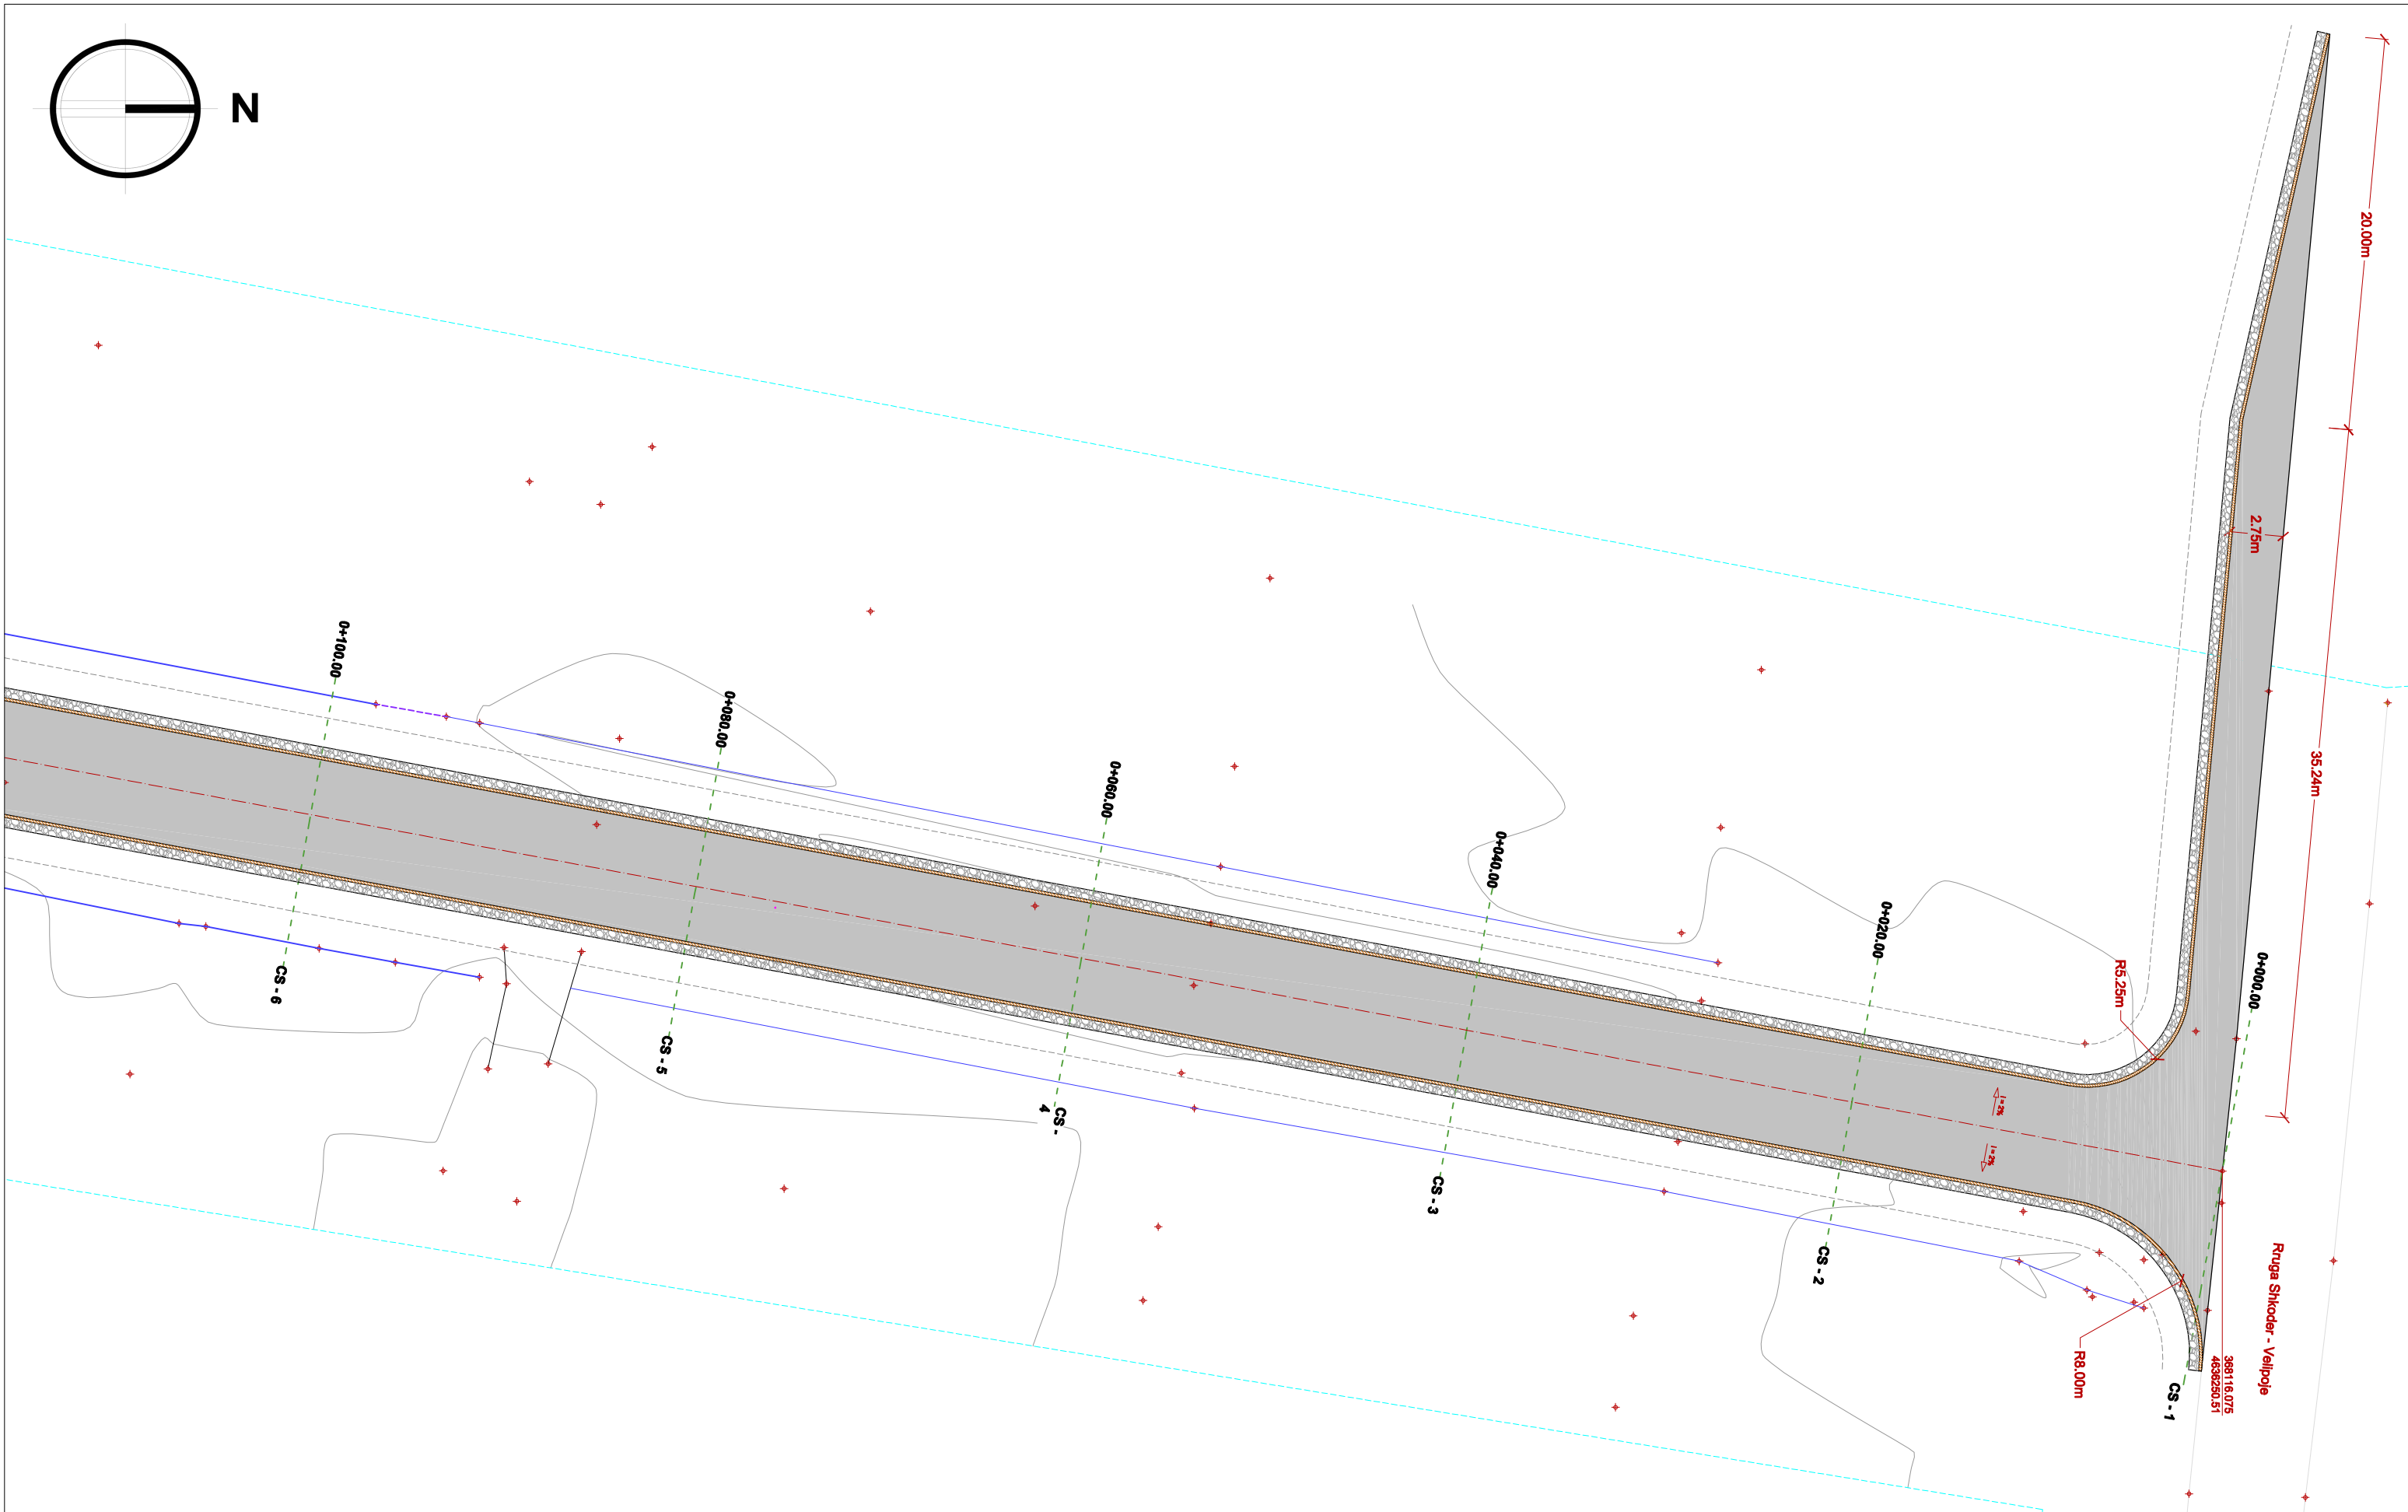 N
20.00m
2.75m
35.24m
0+100.00
0+080.00
0+060.00
0+040.00
0+020.00
0+000.00
R5.25m
i = 2%
i = 2%
CS - 6
CS - 5
CS -
4
CS - 3
CS - 2
CS - 1
R8.00m
Rruga Shkoder - Velipoje
368116.075
4636250.51